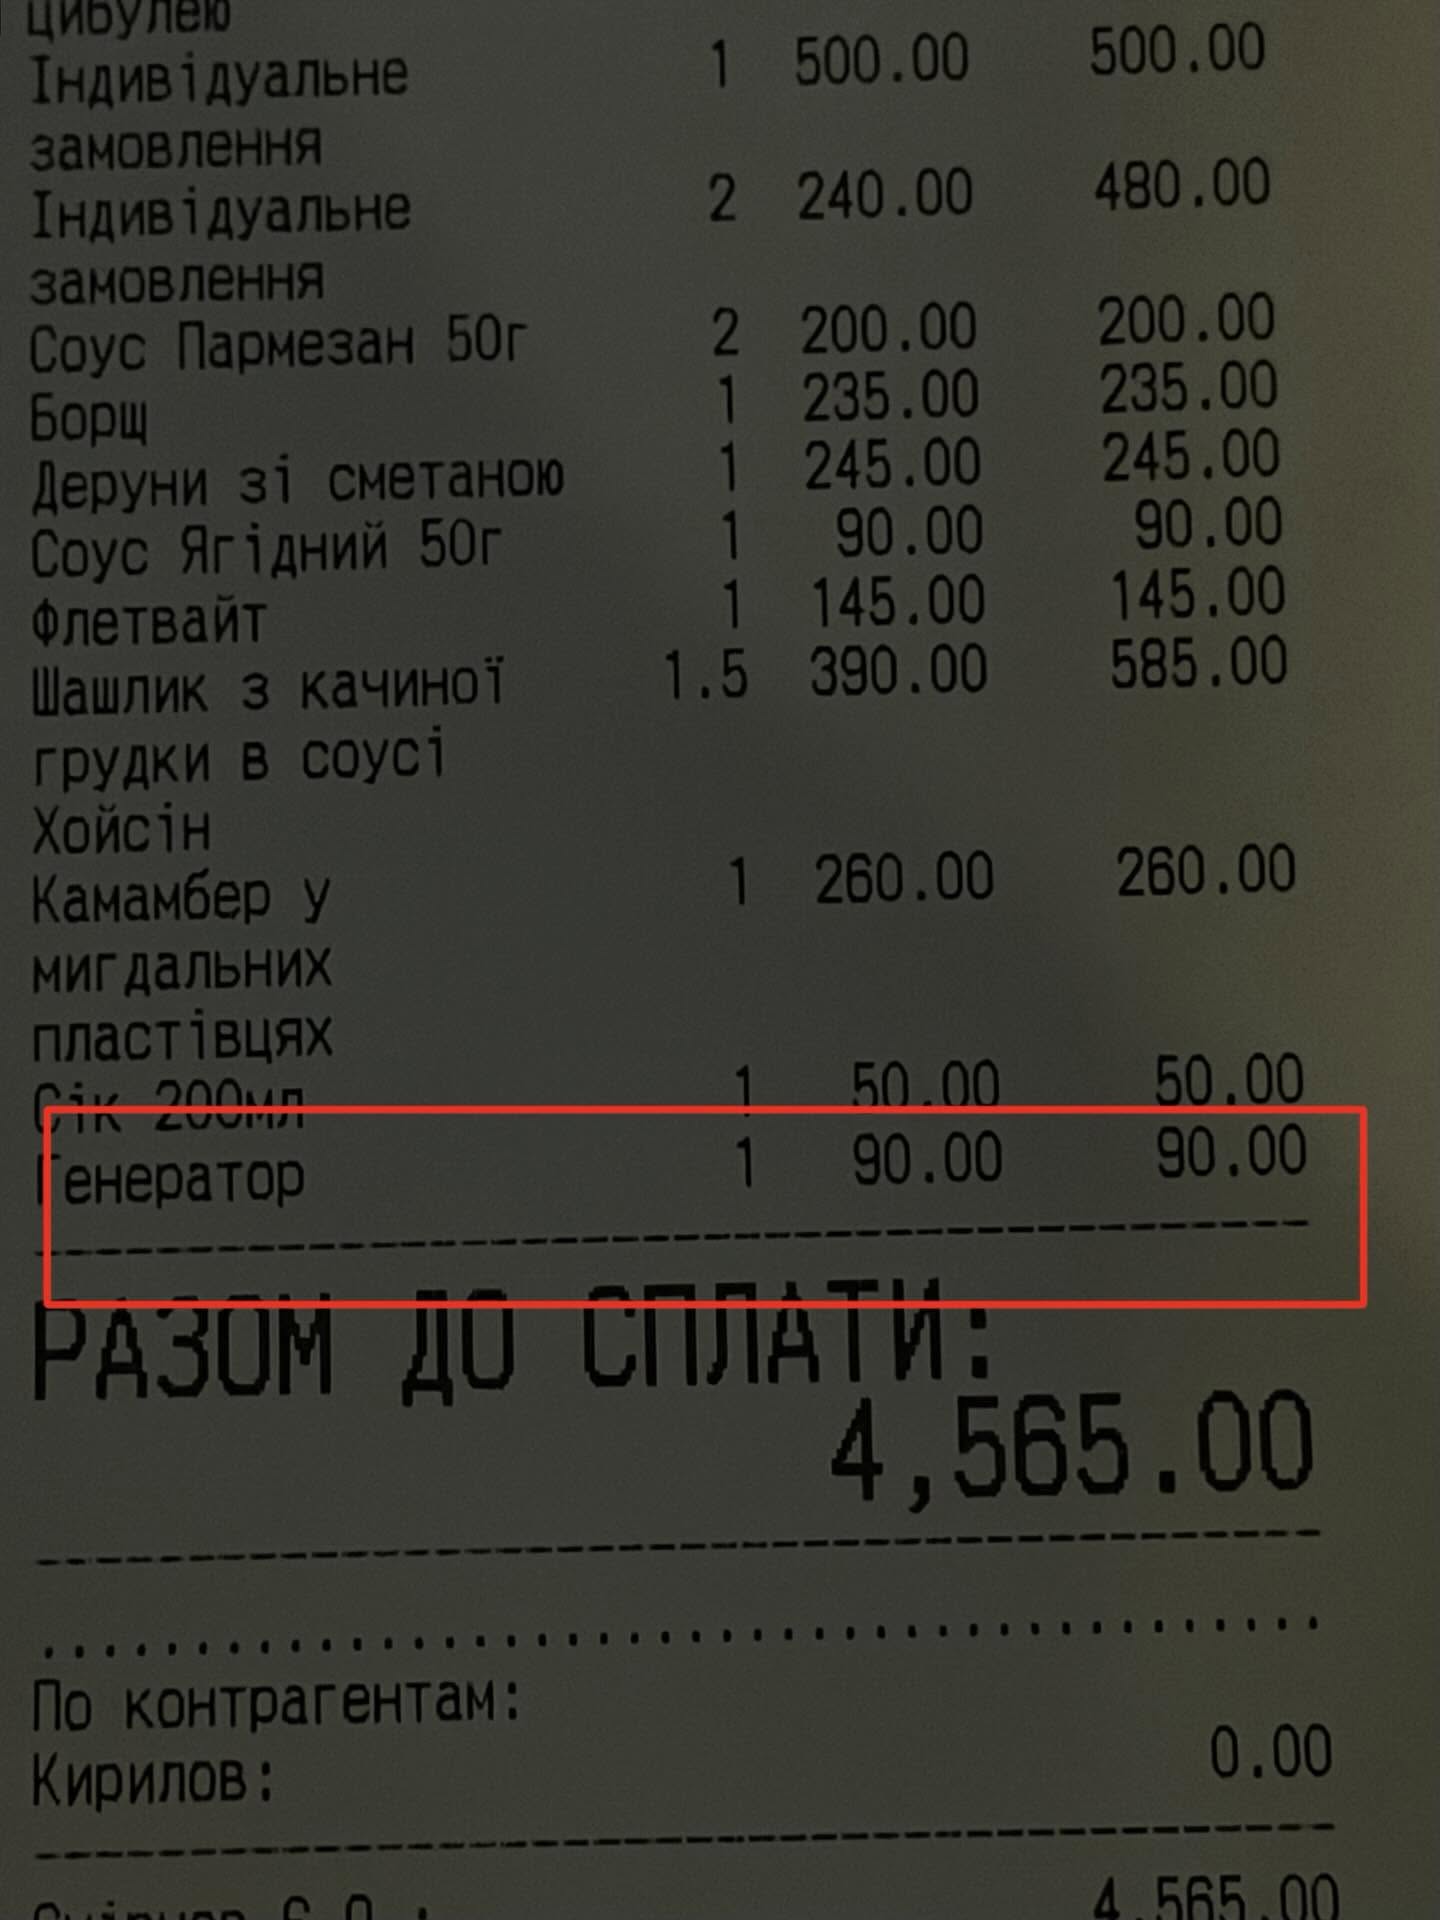 цибулею
Індивідуальне 1 500.00 500.00
замовлення
Індивідуальне 2 240.00 480.00
замовлення
Соус Пармезан 50г 2 200.00 200.00
Борщ 1 235.00 235.00
Деруни зі сметаною 1 245.00 245.00
Соус Ягідний 50г 1 90.00 90.00
Флетвайт 1 145.00 145.00
Шашлик з качиної 1.5 390.00 585.00
грудки в соусі
Хойсін
Камамбер у 1 260.00 260.00
мигдальних
пластівцях
Сік 200мл 1 50.00 50.00
Генератор 1 90.00 90.00
РАЗОМ ДО СПЛАТИ:
4,565.00
По контрагентам:
Кирилов: 0.00
4,565.00